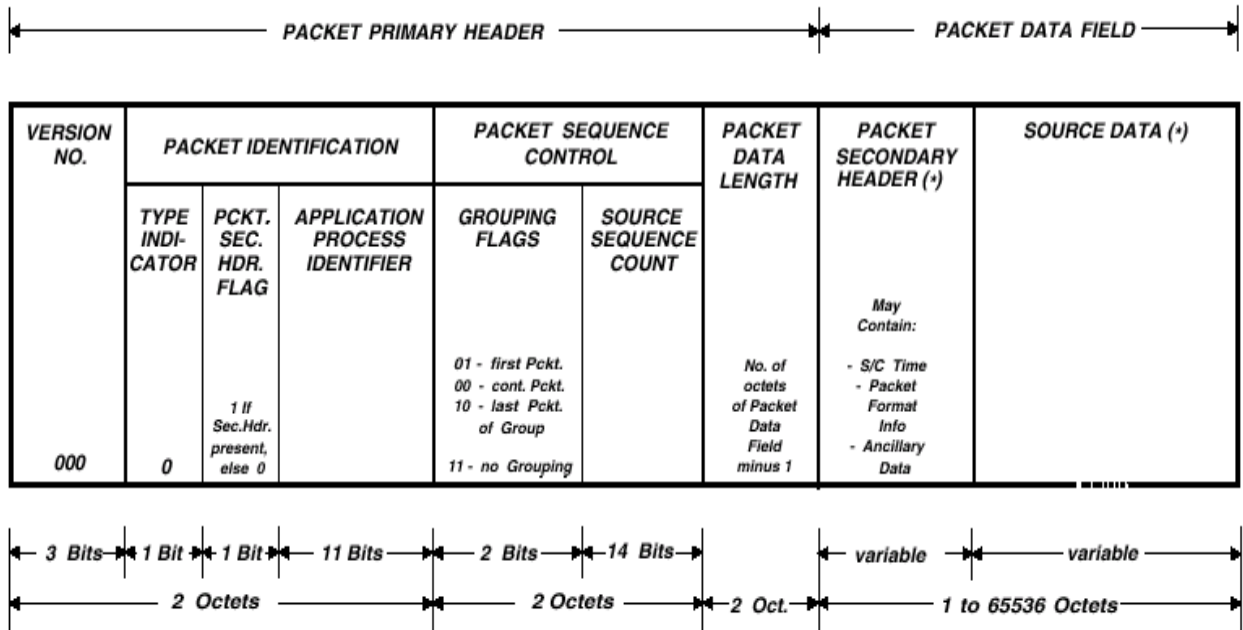 PACKET PRIMARY HEADER
PACKET DATA FIELD
VERSION
NO.
000
PACKET IDENTIFICATION
TYPE
INDI-
CATOR
0
PCKT.
SEC.
HDR.
FLAG
1 If
Sec.Hdr.
present,
else 0
APPLICATION
PROCESS
IDENTIFIER
PACKET SEQUENCE
CONTROL
GROUPING
FLAGS
01 - first Pckt.
00 - cont. Pckt.
10 - last Pckt.
of Group
11 - no Grouping
SOURCE
SEQUENCE
COUNT
PACKET
DATA
LENGTH
No. of
octets
of Packet
Data
Field
minus 1
PACKET
SECONDARY
HEADER (*)
May
Contain:
- S/C Time
- Packet
Format
Info
- Ancillary
Data
SOURCE DATA (*)
3 Bits
1 Bit
1 Bit
11 Bits
2 Bits
14 Bits
variable
variable
2 Octets
2 Octets
2 Oct.
1 to 65536 Octets